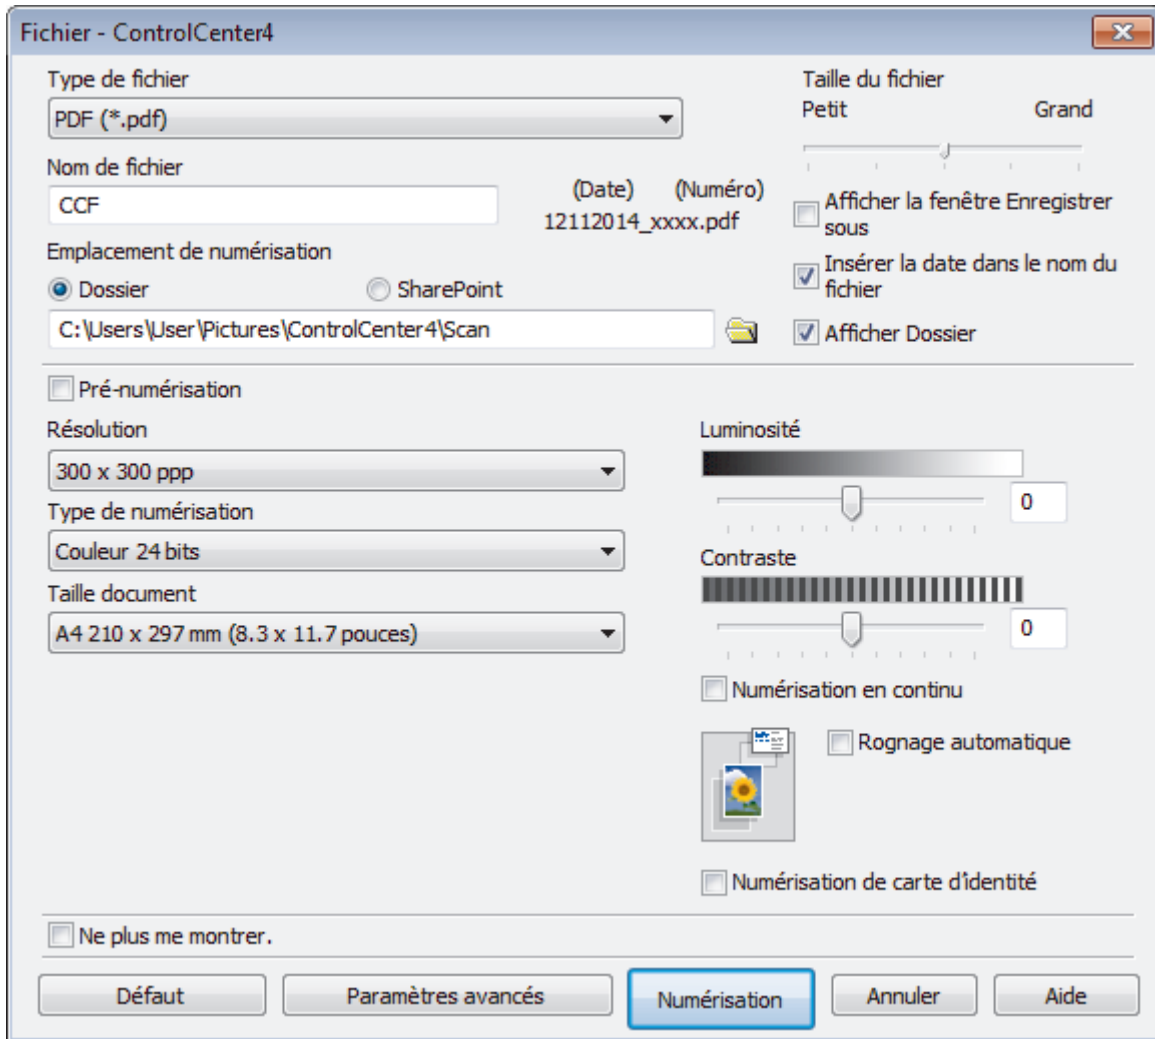 Fichier - ControlCenter4
Type de fichier
PDF (*.pdf)
Taille du fichier
Petit
Grand
Nom de fichier
CCF
(Date)
(Numéro)
12112014_xxxx.pdf
Afficher la fenêtre Enregistrer
sous
Emplacement de numérisation
Dossier
SharePoint
Insérer la date dans le nom du
fichier
C:\Users\User\Pictures\ControlCenter4\Scan
Afficher Dossier
Pré-numérisation
Résolution
300 x 300 ppp
Type de numérisation
Couleur 24 bits
Taille document
A4 210 x 297 mm (8.3 x 11.7 pouces)
Luminosité
0
Contraste
0
Numérisation en continu
Rognage automatique
Numérisation de carte d'identité
Ne plus me montrer.
Défaut
Paramètres avancés
Numérisation
Annuler
Aide